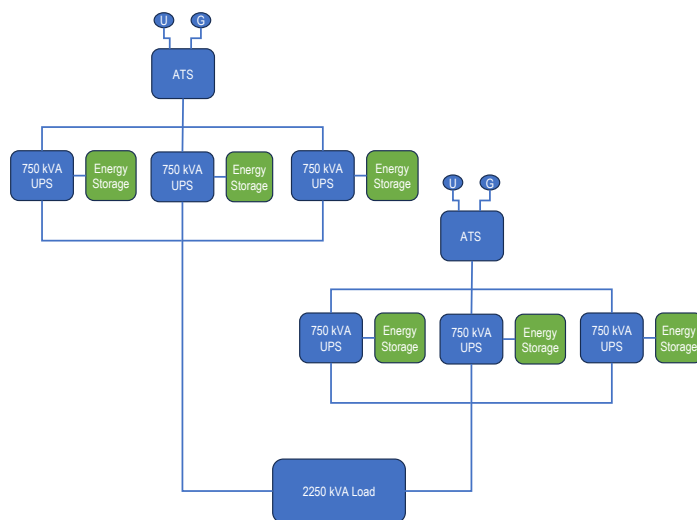 U
G
ATS
750 kVA
UPS
Energy
Storage
750 kVA
UPS
Energy
Storage
750 kVA
UPS
Energy
Storage
U
G
ATS
750 kVA
UPS
Energy
Storage
750 kVA
UPS
Energy
Storage
750 kVA
UPS
Energy
Storage
2250 kVA Load